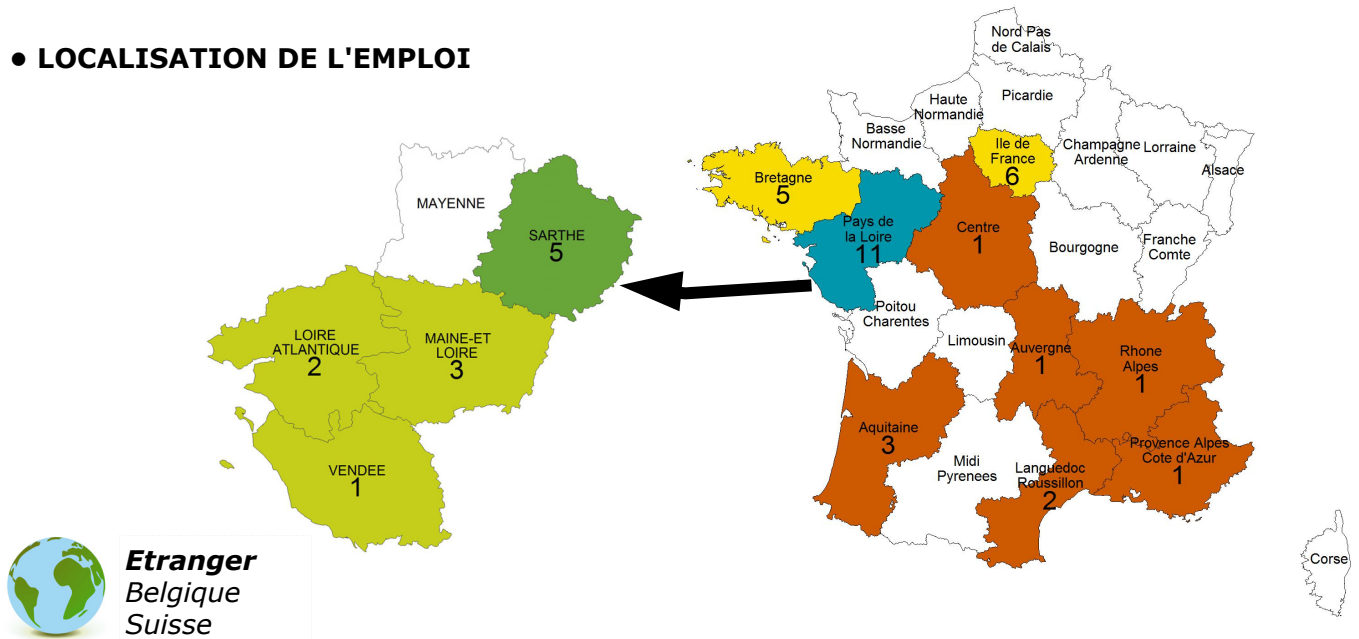 • LOCALISATION DE L'EMPLOI
MAYENNE
SARTHE
5
LOIRE
ATLANTIQUE
2
MAINE-ET
LOIRE
3
VENDEE
1
Etranger
Belgique
Suisse
Nord Pas
de Calais
Picardie
Haute
Normandie
Basse
Normandie
Ile de
France
6
Champagne
Ardenne
Lorraine
Alsace
Bretagne
5
Pays de
la Loire
11
Centre
1
Bourgogne
Franche
Comte
Poitou
Charentes
Limousin
Auvergne
1
Rhone
Alpes
1
Aquitaine
3
Midi
Pyrenees
Languedoc
Roussillon
2
Provence Alpes
Cote d'Azur
1
Corse